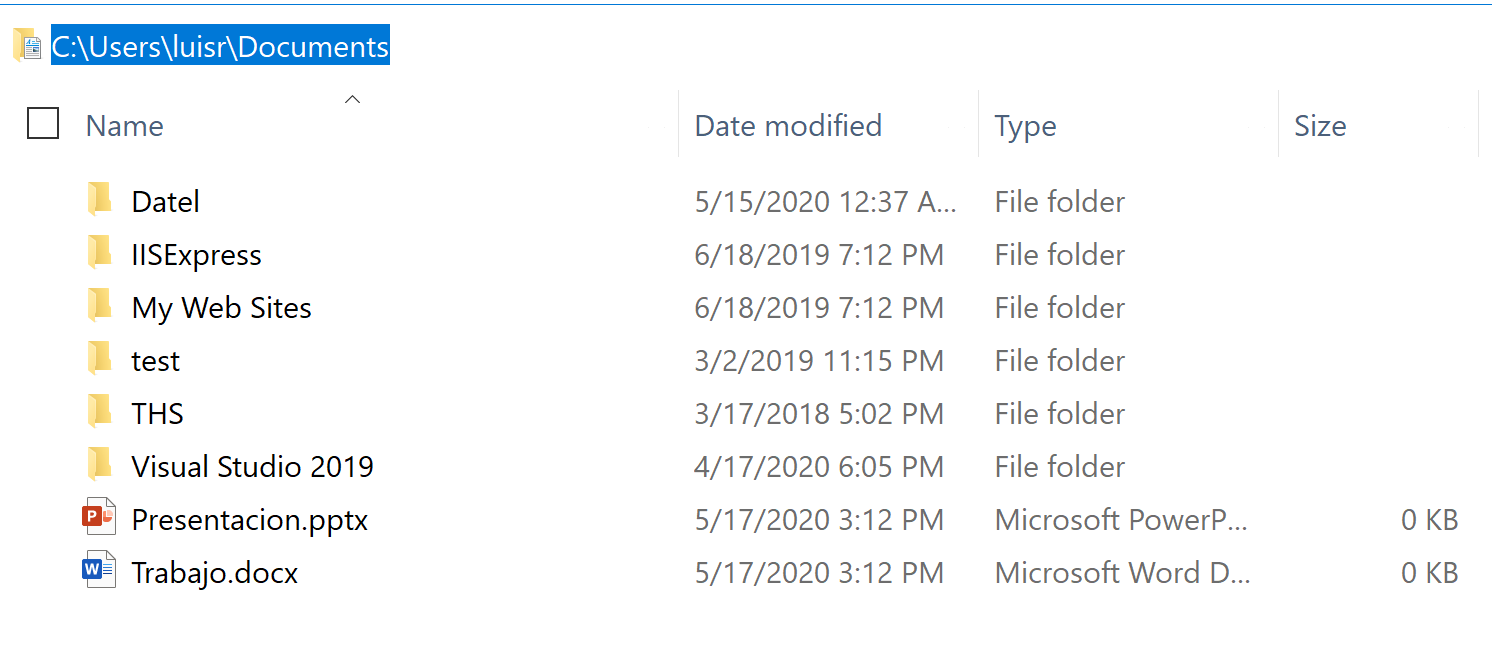 C:\Users\luisr\Documents
Name Date modified Type Size
Datel 5/15/2020 12:37 A... File folder
IISExpress 6/18/2019 7:12 PM File folder
My Web Sites 6/18/2019 7:12 PM File folder
test 3/2/2019 11:15 PM File folder
THS 3/17/2018 5:02 PM File folder
Visual Studio 2019 4/17/2020 6:05 PM File folder
Presentacion.pptx 5/17/2020 3:12 PM Microsoft PowerP... 0 KB
Trabajo.docx 5/17/2020 3:12 PM Microsoft Word D... 0 KB